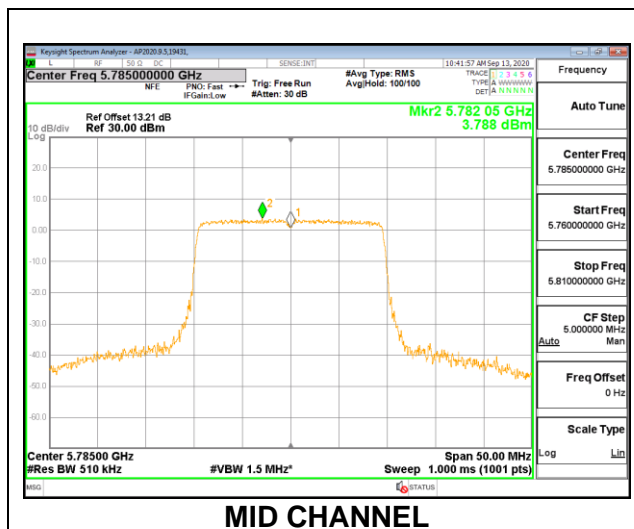 Keysight Spectrum Analyzer - AP2020.9.5,19431,
L RF 50 Ω DC SENSE:INT 10:41:57 AM Sep 13, 2020
Center Freq 5.785000000 GHz #Avg Type: RMS TRACE 1 2 3 4 5 6
NFE PNO: Fast Trig: Free Run Avg|Hold: 100/100 TYPE A WWWWW
IFGain:Low #Atten: 30 dB DET A N N N N N
Ref Offset 13.21 dB Mkr2 5.782 05 GHz
10 dB/div Ref 30.00 dBm 3.788 dBm
Log
20.0
10.0
2
1
0.00
-10.0
-20.0
-30.0
-40.0
-50.0
-60.0
Center 5.78500 GHz Span 50.00 MHz
#Res BW 510 kHz #VBW 1.5 MHz* Sweep 1.000 ms (1001 pts)
MSG STATUS
Frequency
Auto Tune
Center Freq
5.785000000 GHz
Start Freq
5.760000000 GHz
Stop Freq
5.810000000 GHz
CF Step
5.000000 MHz
Auto Man
Freq Offset
0 Hz
Scale Type
Log Lin
MID CHANNEL